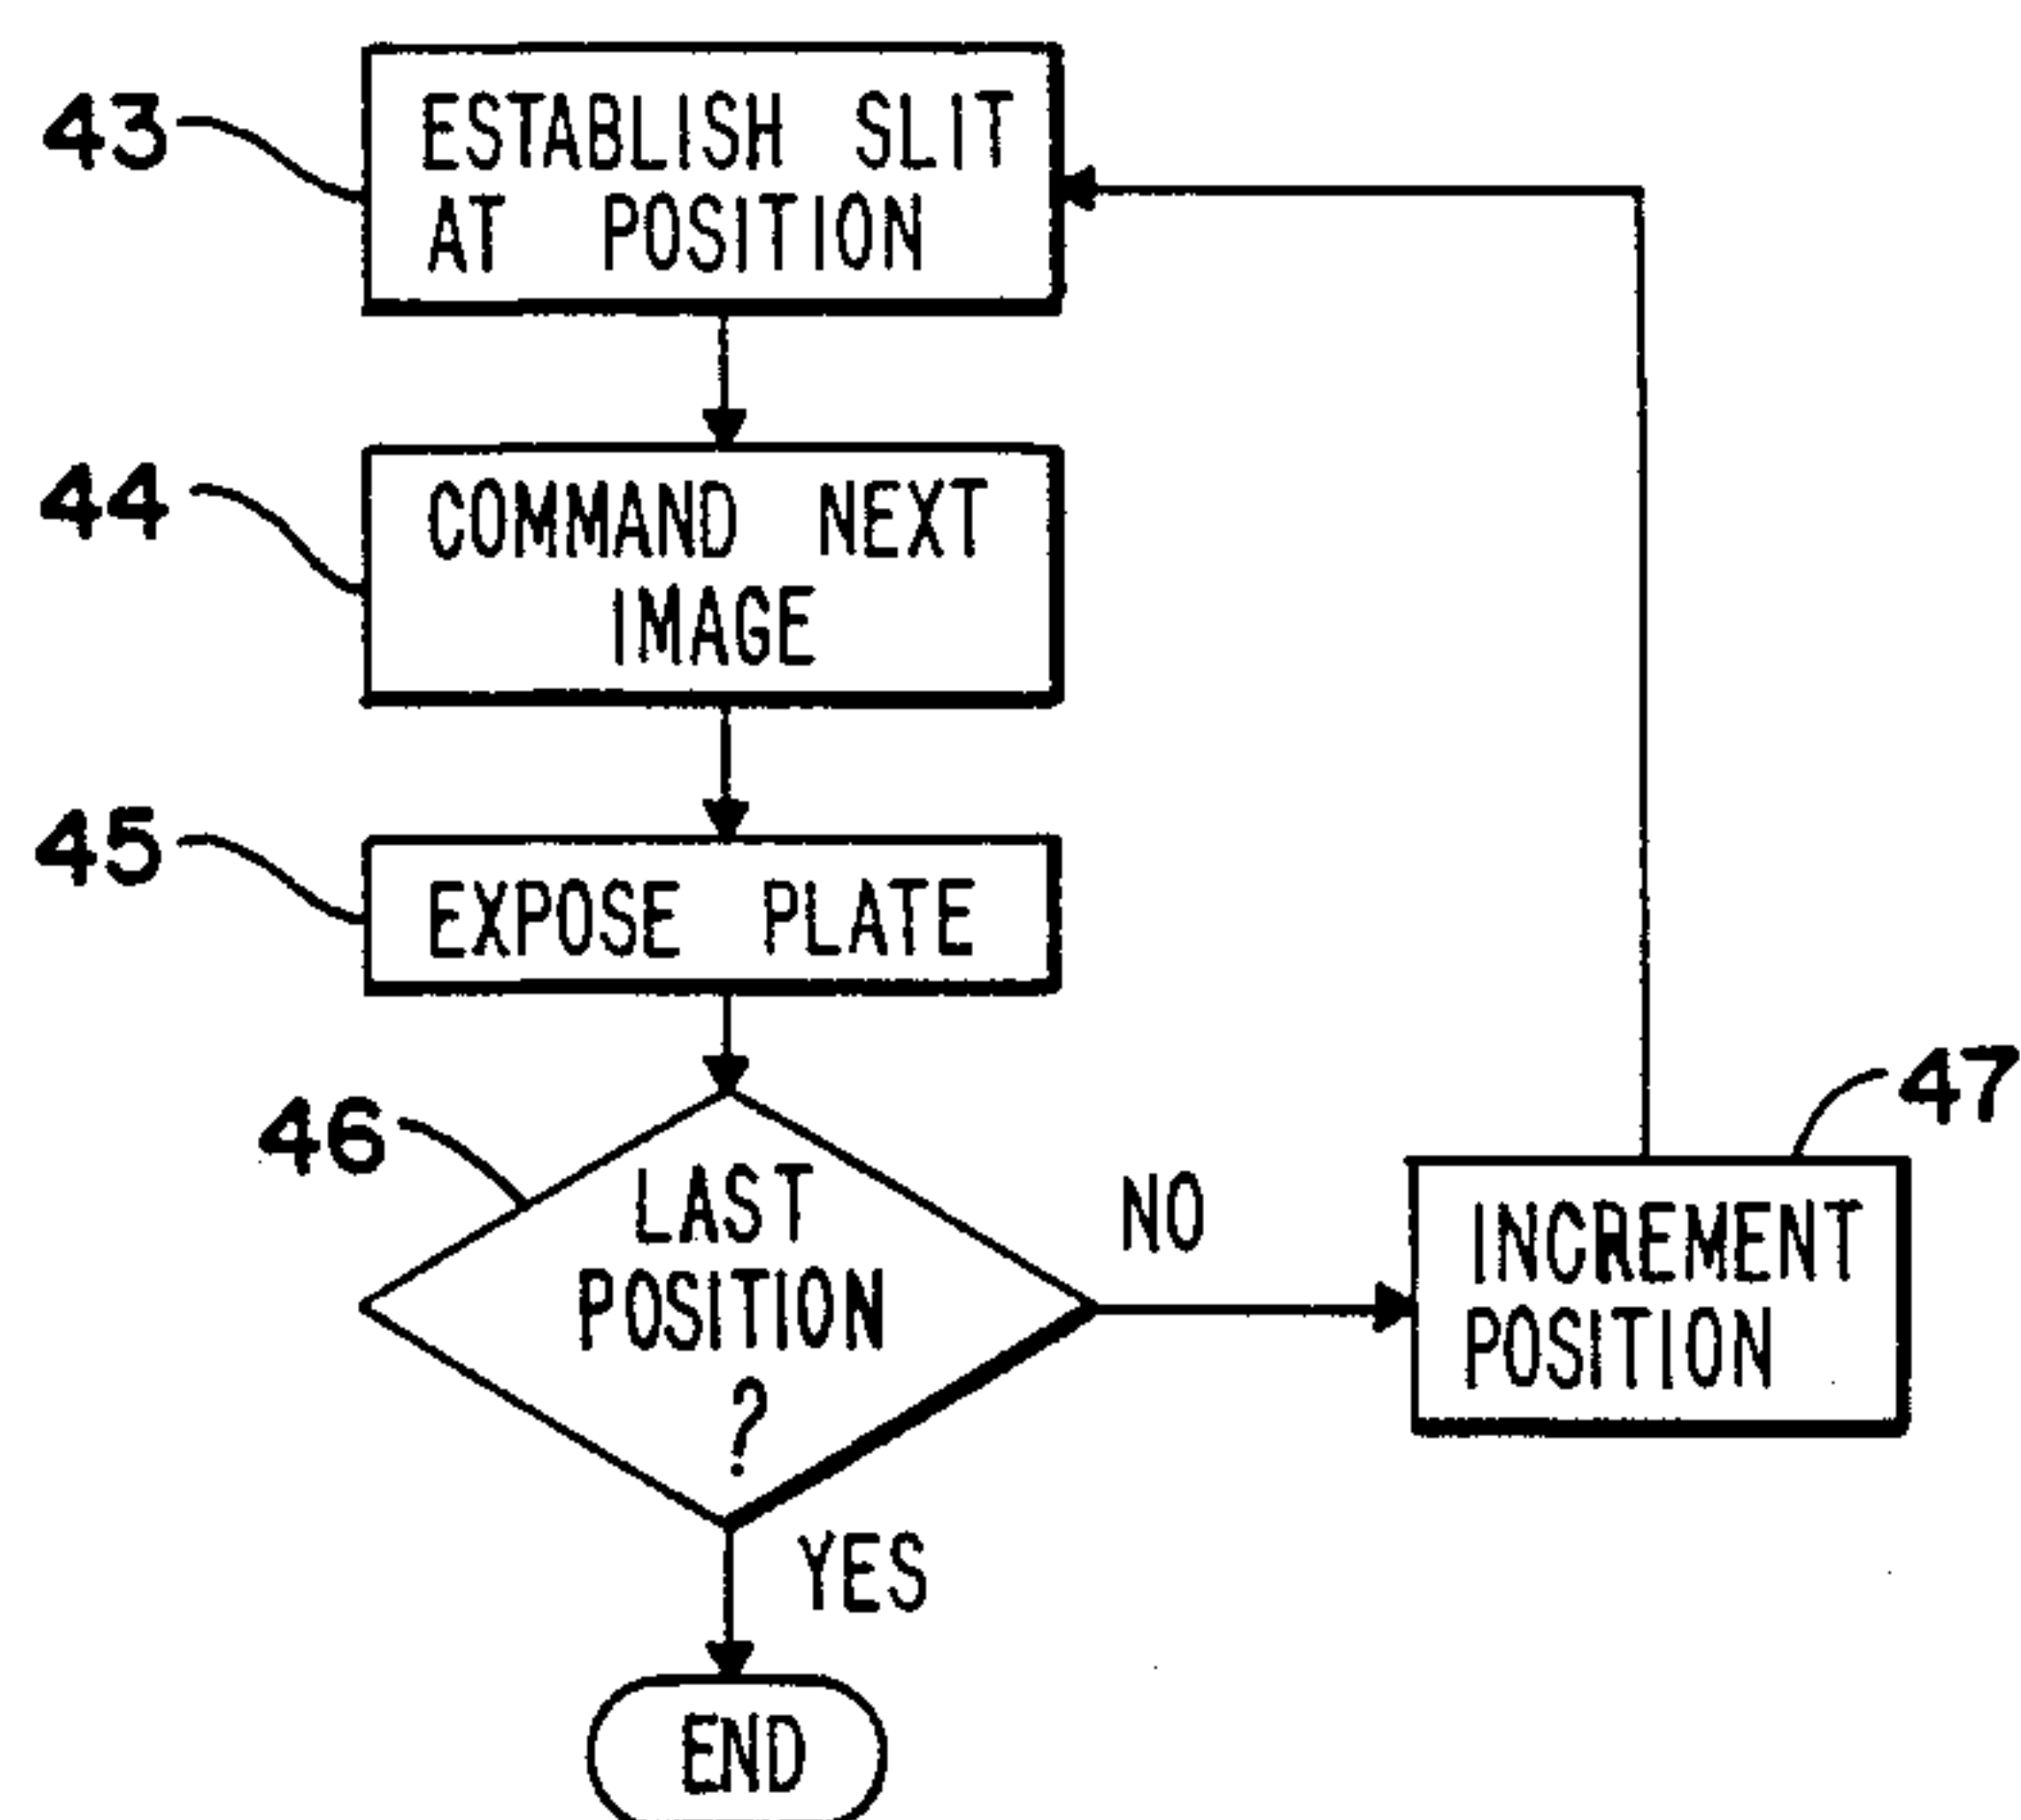 43
ESTABLISH SLIT
AT POSITION
44
COMMAND NEXT
IMAGE
45
EXPOSE PLATE
46
LAST
POSITION
?
NO
47
INCREMENT
POSITION
YES
END